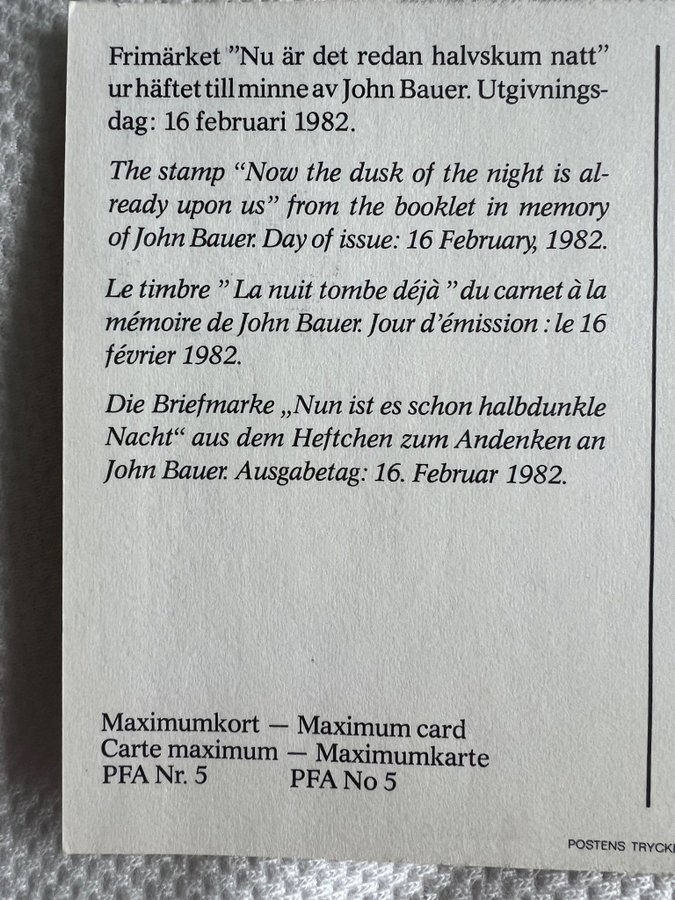 Frimärket ”Nu är det redan halvskum natt”
ur häftet till minne av John Bauer. Utgivnings-
dag: 16 februari 1982.
The stamp “Now the dusk of the night is al-
ready upon us” from the booklet in memory
of John Bauer. Day of issue: 16 February, 1982.
Le timbre ”La nuit tombe déjà” du carnet à la
mémoire de John Bauer. Jour d’émission : le 16
février 1982.
Die Briefmarke „Nun ist es schon halbdunkle
Nacht“ aus dem Heftchen zum Andenken an
John Bauer. Ausgabetag: 16. Februar 1982.
Maximumkort — Maximum card
Carte maximum — Maximumkarte
PFA Nr. 5 PFA No 5
POSTENS